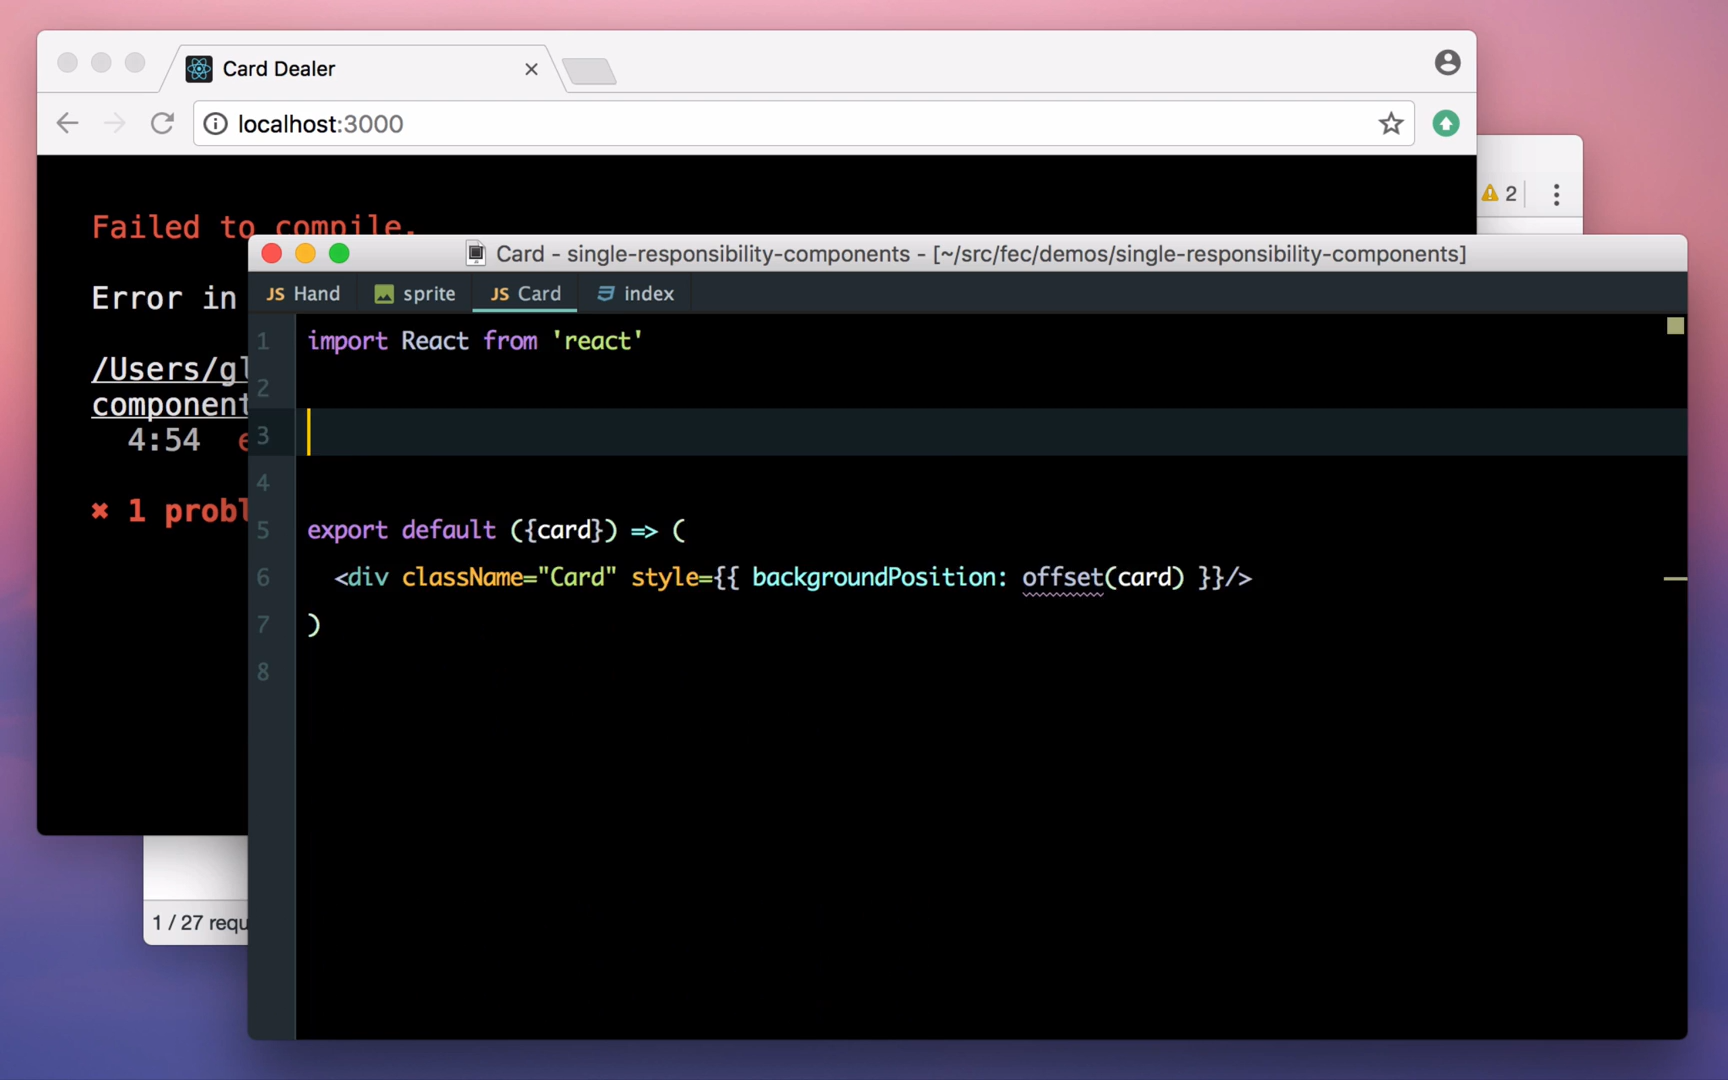 Card Dealer
localhost:3000
2
Failed to compile.
Error in
/Users/gl
component
4:54 e
✖ 1 probl
Card - single-responsibility-components - [~/src/fec/demos/single-responsibility-components]
JS Hand
sprite
JS Card
index
1 import React from 'react'
2
3
4
5 export default ({card}) => (
6 <div className="Card" style={{ backgroundPosition: offset(card) }}/>
7 )
8
1 / 27 requ